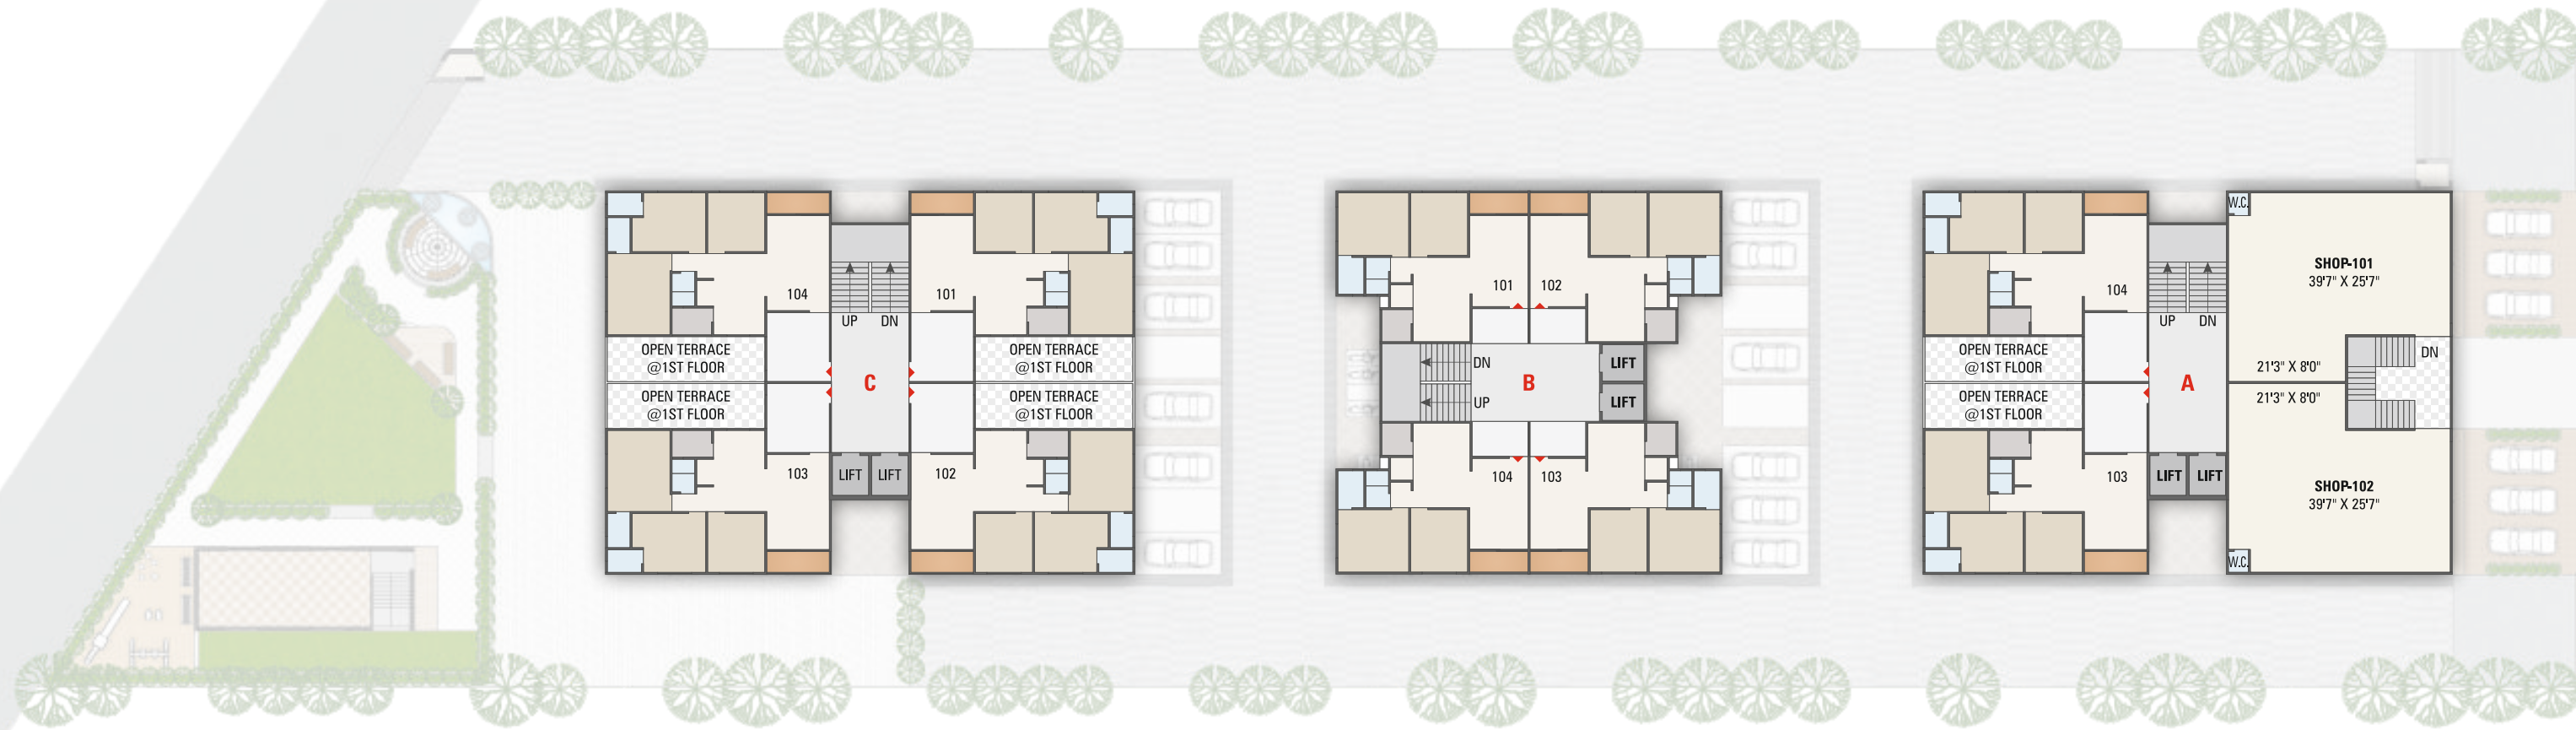 104
101
UP
DN
OPEN TERRACE
@1ST FLOOR
OPEN TERRACE
@1ST FLOOR
C
OPEN TERRACE
@1ST FLOOR
OPEN TERRACE
@1ST FLOOR
103
LIFT
LIFT
102
101
102
DN
LIFT
B
UP
LIFT
104
103
104
UP
DN
OPEN TERRACE
@1ST FLOOR
OPEN TERRACE
@1ST FLOOR
A
103
LIFT
LIFT
W.C.
SHOP-101
39'7" X 25'7"
DN
21'3" X 8'0"
21'3" X 8'0"
SHOP-102
39'7" X 25'7"
W.C.